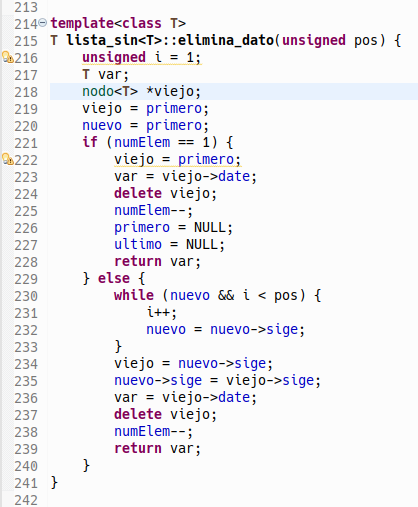 213
214 template<class T>
215 T lista_sin<T>::elimina_dato(unsigned pos) {
216     unsigned i = 1;
217     T var;
218     nodo<T> *viejo;
219     viejo = primero;
220     nuevo = primero;
221     if (numElem == 1) {
222         viejo = primero;
223         var = viejo->date;
224         delete viejo;
225         numElem--;
226         primero = NULL;
227         ultimo = NULL;
228         return var;
229     } else {
230         while (nuevo && i < pos) {
231             i++;
232             nuevo = nuevo->sige;
233         }
234         viejo = nuevo->sige;
235         nuevo->sige = viejo->sige;
236         var = viejo->date;
237         delete viejo;
238         numElem--;
239         return var;
240     }
241 }
242